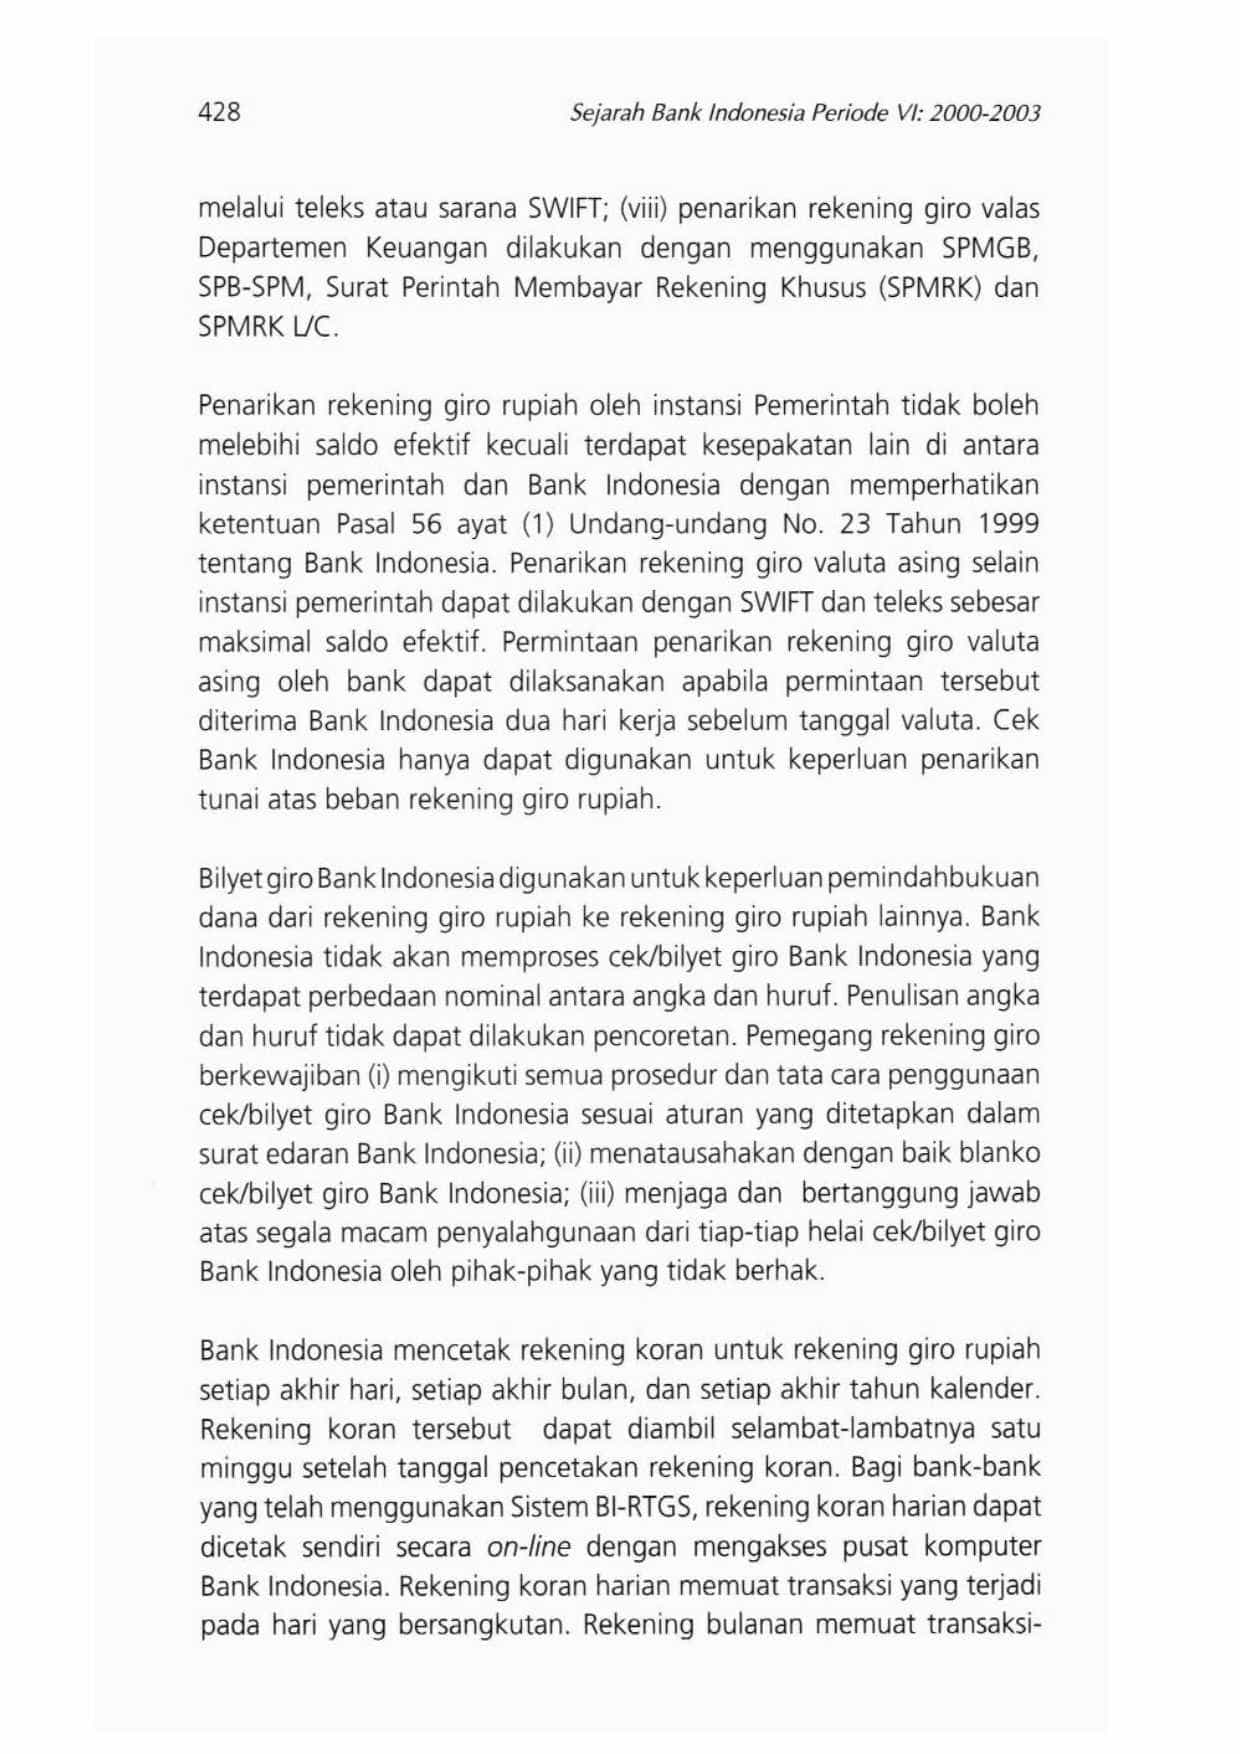 428
Sejarah Bank Indonesia Periode VI: 2000-2003
melalui teleks atau sarana SWIFT; (viii) penarikan rekening giro valas
Departemen Keuangan dilakukan dengan menggunakan SPMGB,
SPB-SPM, Surat Perintah Membayar Rekening Khusus (SPMRK) dan
SPMRK L/C.
Penarikan rekening giro rupiah oleh instansi Pemerintah tidak boleh
melebihi saldo efektif kecuali terdapat kesepakatan lain di antara
instansi pemerintah dan Bank Indonesia dengan memperhatikan
ketentuan Pasal 56 ayat (1) Undang-undang No. 23 Tahun 1999
tentang Bank Indonesia. Penarikan rekening giro valuta asing selain
instansi pemerintah dapat dilakukan dengan SWIFT dan teleks sebesar
maksimal saldo efektif. Permintaan penarikan rekening giro valuta
asing oleh bank dapat dilaksanakan apabila permintaan tersebut
diterima Bank Indonesia dua hari kerja sebelum tanggal valuta. Cek
Bank Indonesia hanya dapat digunakan untuk keperluan penarikan
tunai atas beban rekening giro rupiah.
Bilyet giro Bank Indonesia digunakan untuk keperluan pemindahbukuan
dana dari rekening giro rupiah ke rekening giro rupiah lainnya. Bank
Indonesia tidak akan memproses cek/bilyet giro Bank Indonesia yang
terdapat perbedaan nominal antara angka dan huruf. Penulisan angka
dan huruf tidak dapat dilakukan pencoretan. Pemegang rekening giro
berkewajiban (i) mengikuti semua prosedur dan tata cara penggunaan
cek/bilyet giro Bank Indonesia sesuai aturan yang ditetapkan dalam
surat edaran Bank Indonesia; (ii) menatausahakan dengan baik blanko
cek/bilyet giro Bank Indonesia; (iii) menjaga dan bertanggung jawab
atas segala macam penyalahgunaan dari tiap-tiap helai cek/bilyet giro
Bank Indonesia oleh pihak-pihak yang tidak berhak.
Bank Indonesia mencetak rekening koran untuk rekening giro rupiah
setiap akhir hari, setiap akhir bulan, dan setiap akhir tahun kalender.
Rekening koran tersebut dapat diambil selambat-lambatnya satu
minggu setelah tanggal pencetakan rekening koran. Bagi bank-bank
yang telah menggunakan Sistem BI-RTGS, rekening koran harian dapat
dicetak sendiri secara on-line dengan mengakses pusat komputer
Bank Indonesia. Rekening koran harian memuat transaksi yang terjadi
pada hari yang bersangkutan. Rekening bulanan memuat transaksi-